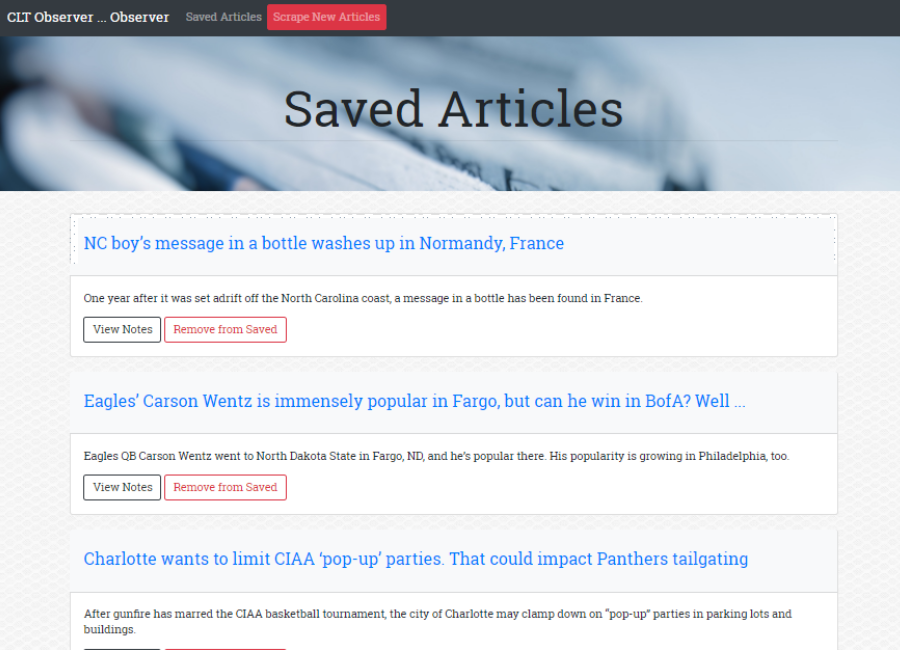 CLT Observer ... Observer Saved Articles Scrape New Articles
Saved Articles
NC boy’s message in a bottle washes up in Normandy, France
One year after it was set adrift off the North Carolina coast, a message in a bottle has been found in France.
View Notes Remove from Saved
Eagles’ Carson Wentz is immensely popular in Fargo, but can he win in BofA? Well ...
Eagles QB Carson Wentz went to North Dakota State in Fargo, ND, and he’s popular there. His popularity is growing in Philadelphia, too.
View Notes Remove from Saved
Charlotte wants to limit CIAA ‘pop-up’ parties. That could impact Panthers tailgating
After gunfire has marred the CIAA basketball tournament, the city of Charlotte may clamp down on “pop-up” parties in parking lots and
buildings.